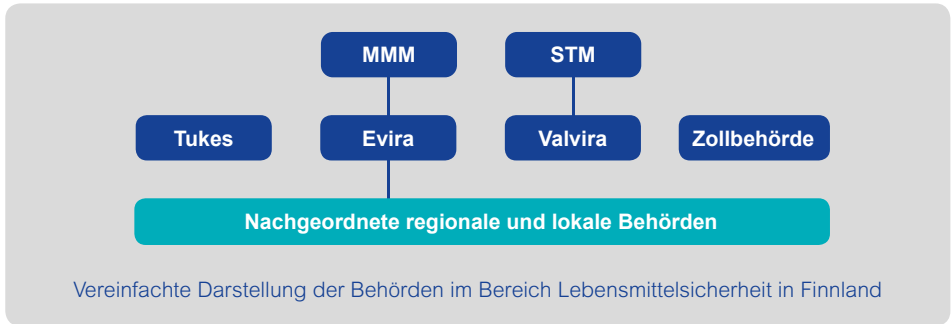 MMM
STM
Tukes
Evira
Valvira
Zollbehörde
Nachgeordnete regionale und lokale Behörden
Vereinfachte Darstellung der Behörden im Bereich Lebensmittelsicherheit in Finnland